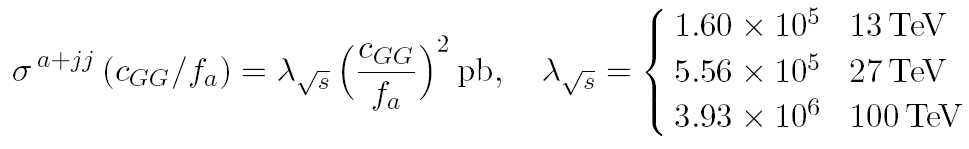 σ^{a+jj} (c_{GG}/f_a) = λ_{√s} (c_{GG}/f_a)^2 pb, λ_{√s} = { 1.60 × 10^5 13 TeV
5.56 × 10^5 27 TeV
3.93 × 10^6 100 TeV